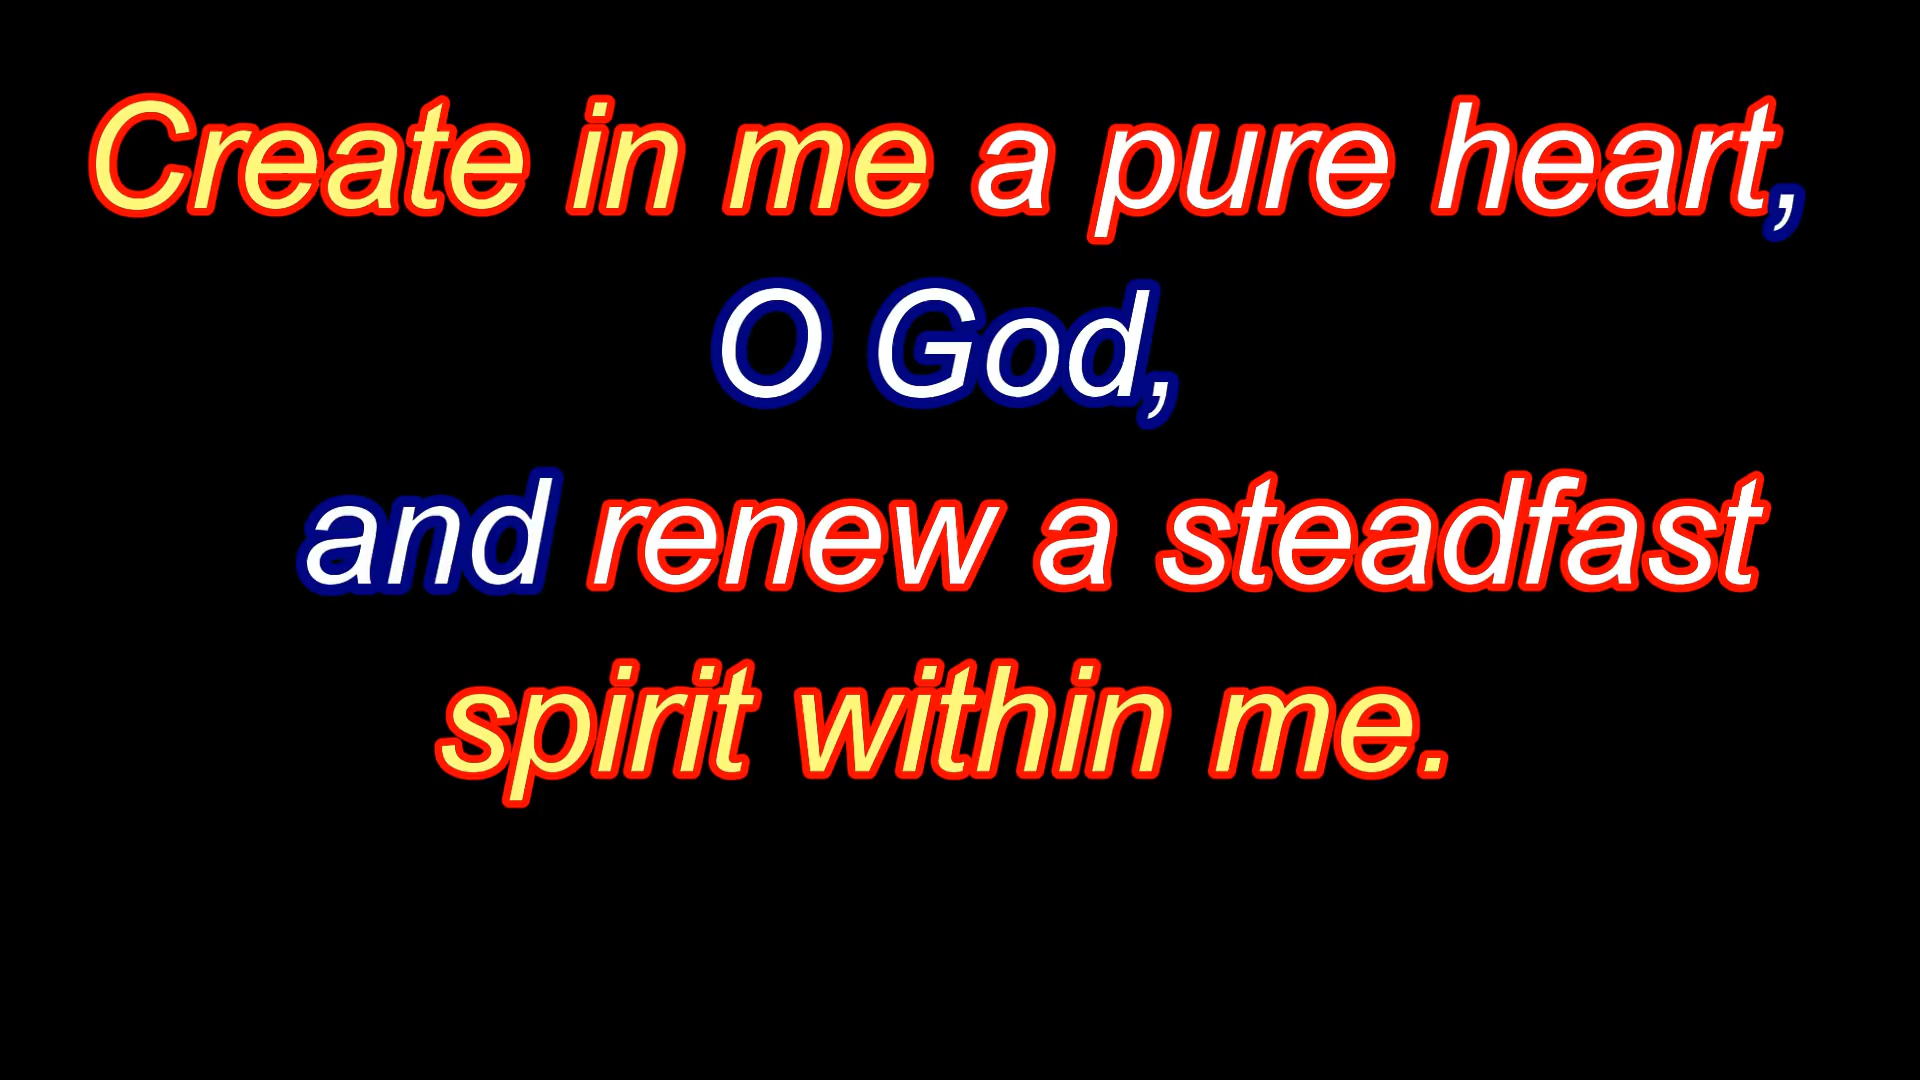 Create in me a pure heart,
O God,
and renew a steadfast
spirit within me.